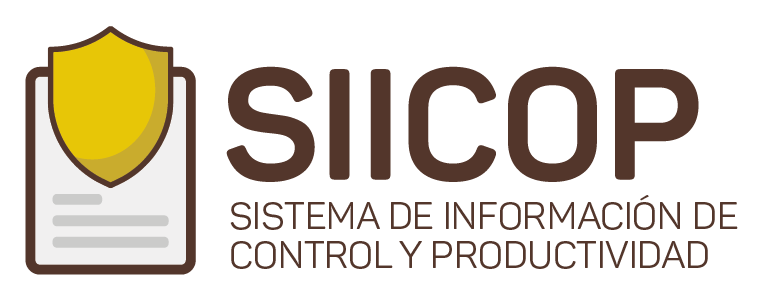 SIICOP
SISTEMA DE INFORMACIÓN DE
CONTROL Y PRODUCTIVIDAD